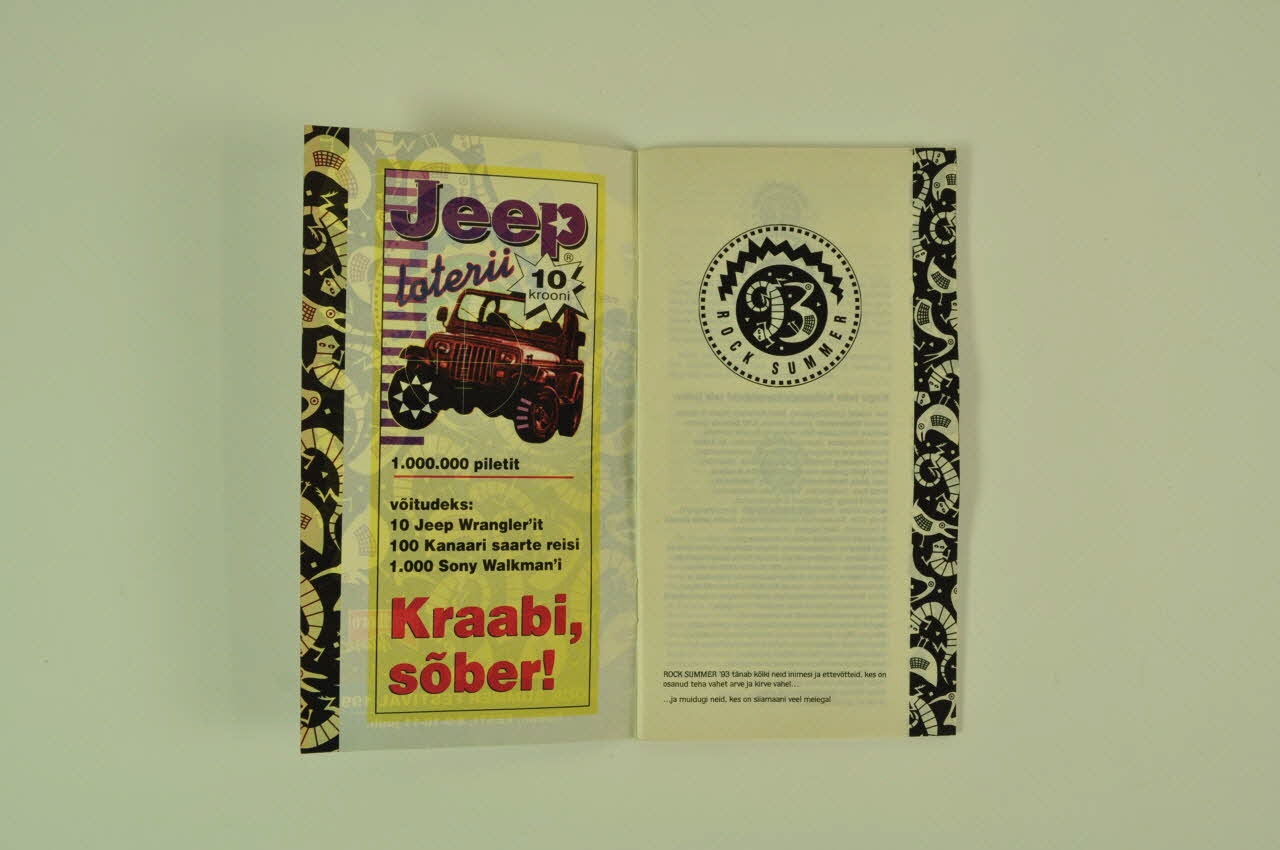 Jeep®
loterii
10
krooni
1.000.000 piletit
võitudeks:
10 Jeep Wrangler'it
100 Kanaari saarte reisi
1.000 Sony Walkman'i
Kraabi,
sõber!
93
ROCK SUMMER
ROCK SUMMER '93 tänab kõiki neid inimesi ja ettevõtteid, kes on
osanud teha vahet arve ja kirve vahel...
...ja muidugi neid, kes on siiamaani veel meiega!